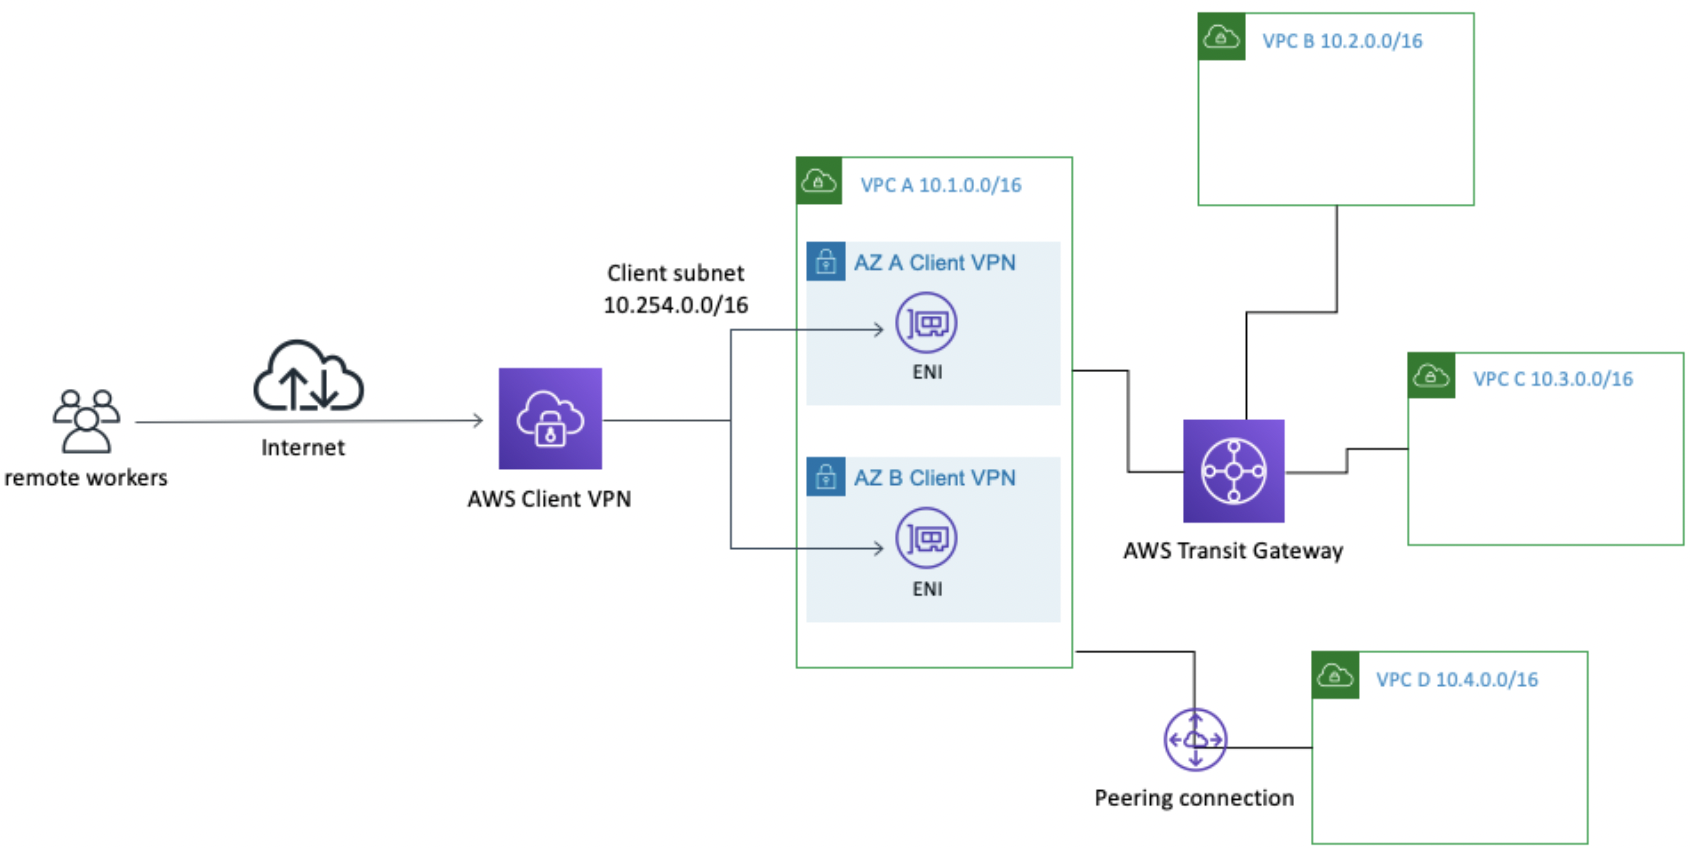 VPC B 10.2.0.0/16
VPC A 10.1.0.0/16
AZ A Client VPN
Client subnet
10.254.0.0/16
ENI
VPC C 10.3.0.0/16
Internet
remote workers
AWS Client VPN
AZ B Client VPN
ENI
AWS Transit Gateway
VPC D 10.4.0.0/16
Peering connection